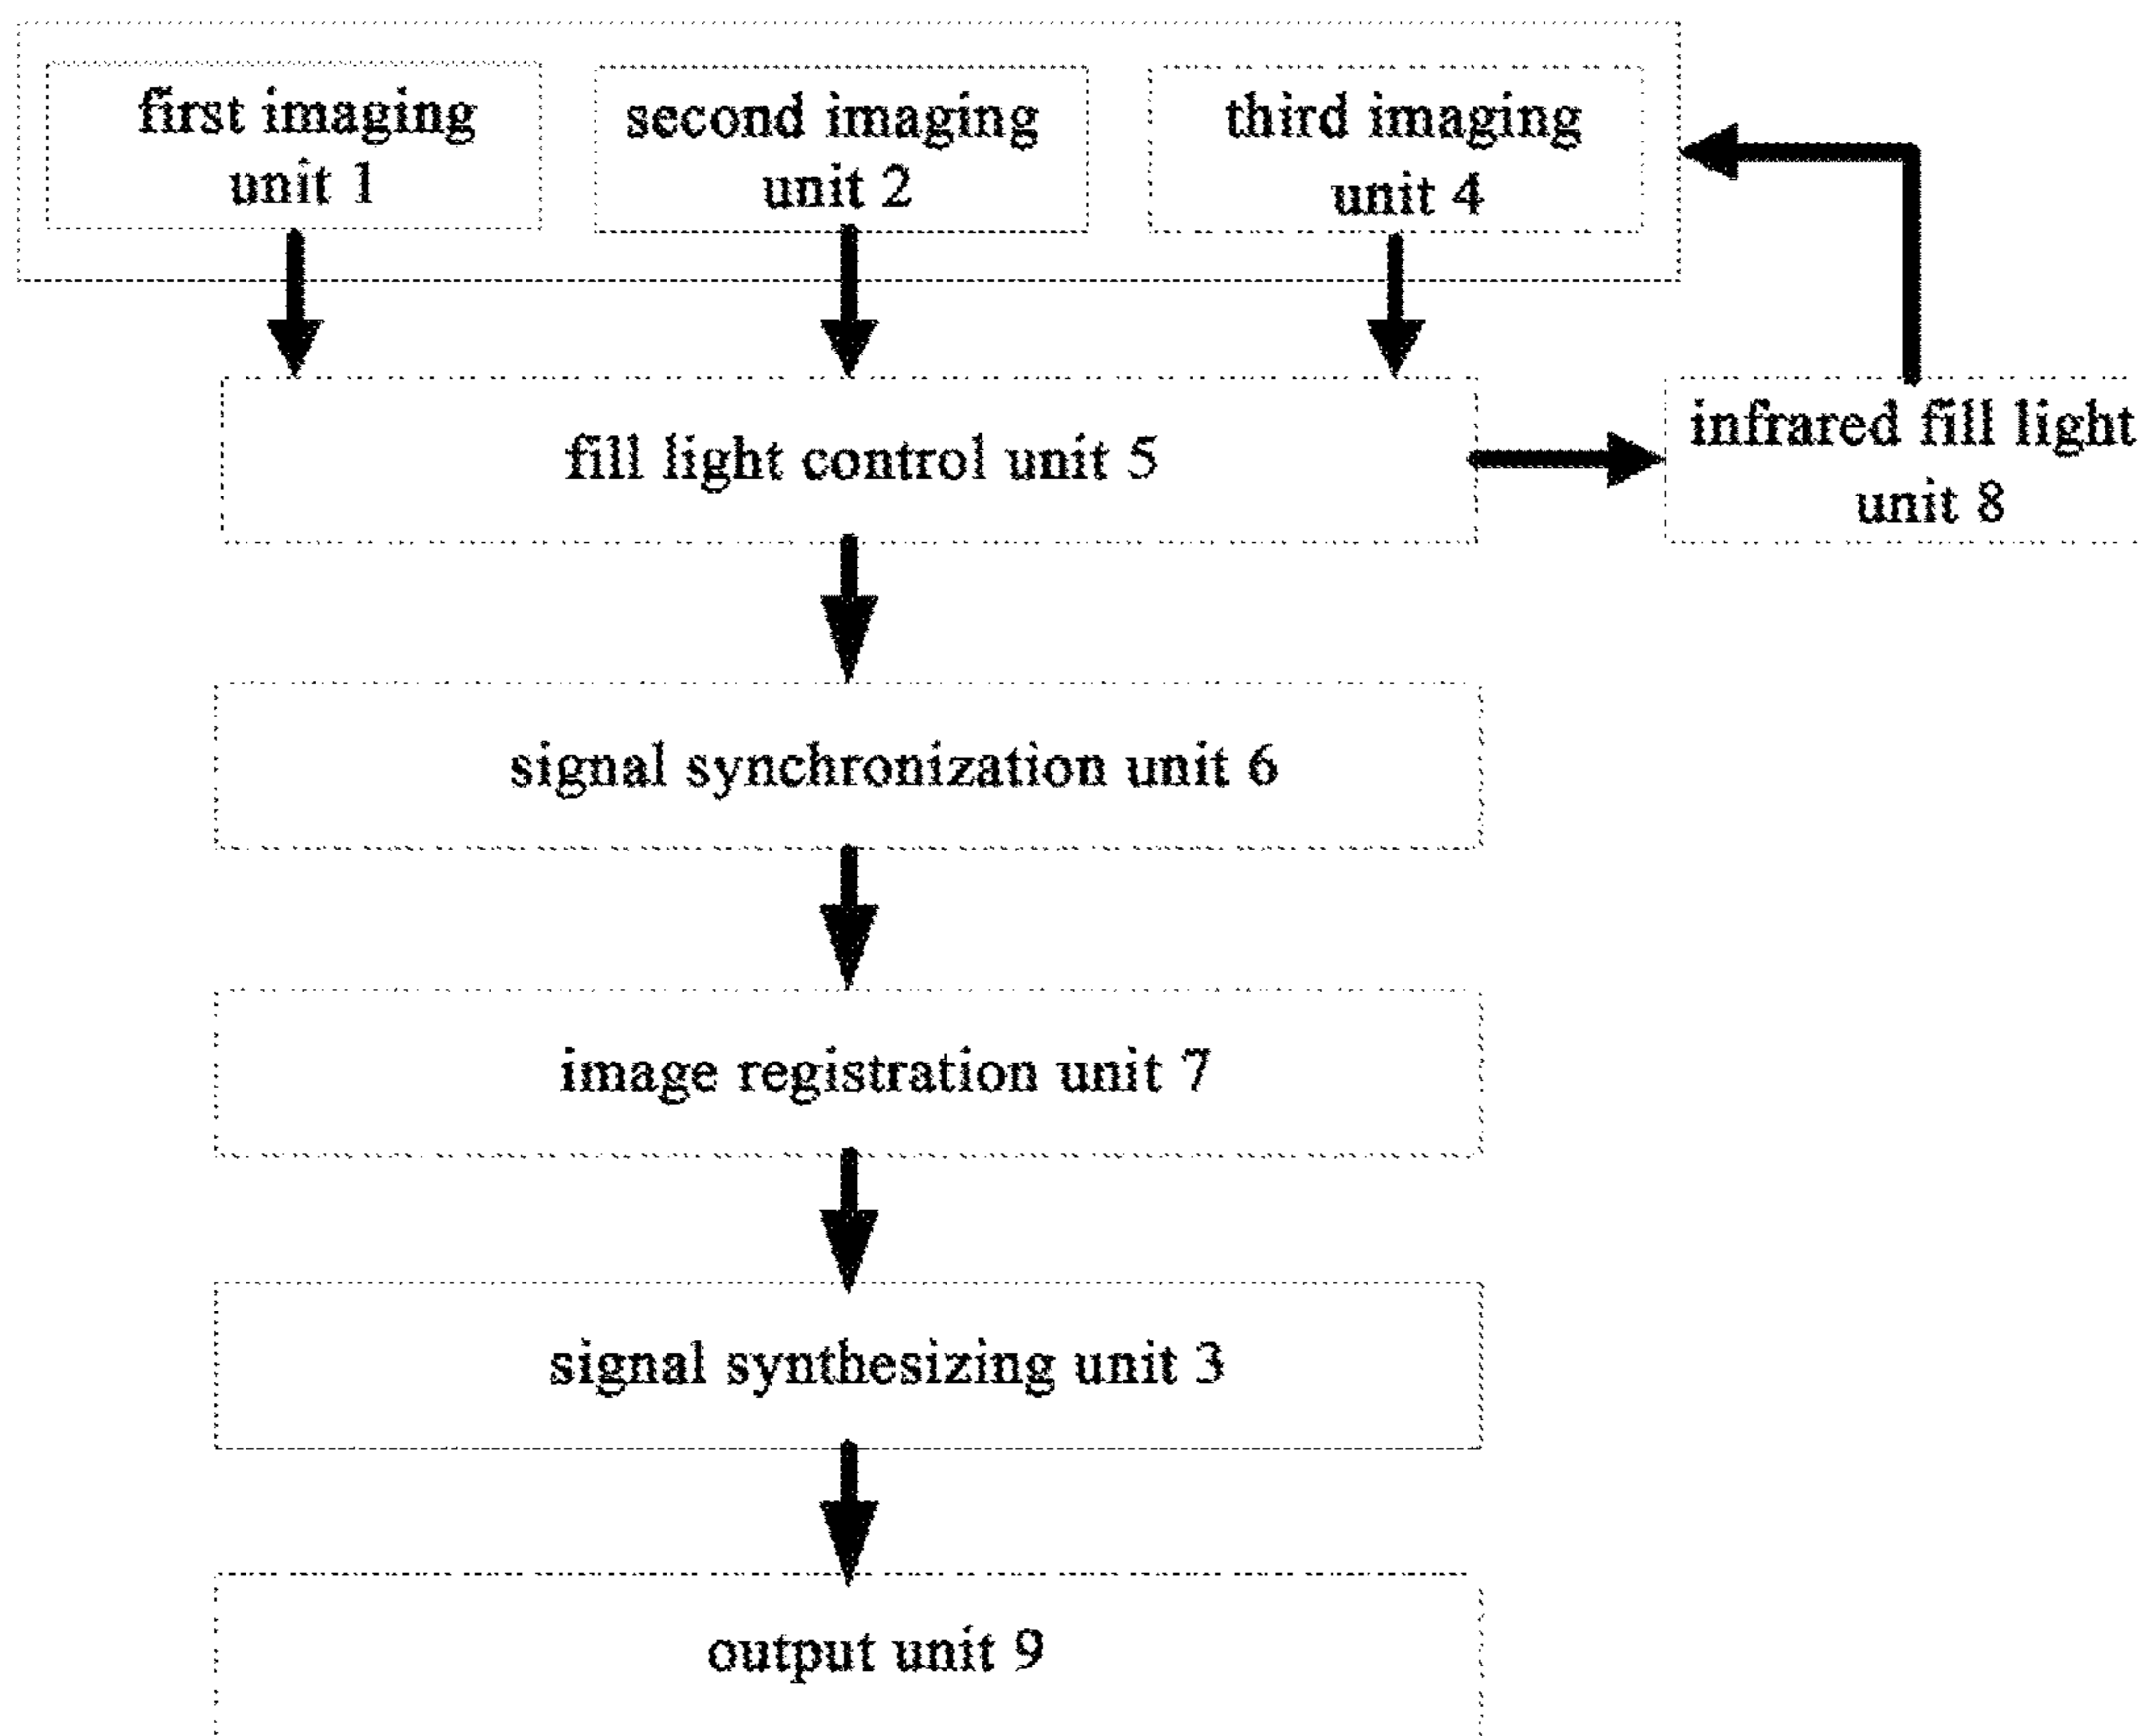 first imaging
unit 1
second imaging
unit 2
third imaging
unit 4
fill light control unit 5
infrared fill light
unit 8
signal synchronization unit 6
image registration unit 7
signal synthesizing unit 3
output unit 9